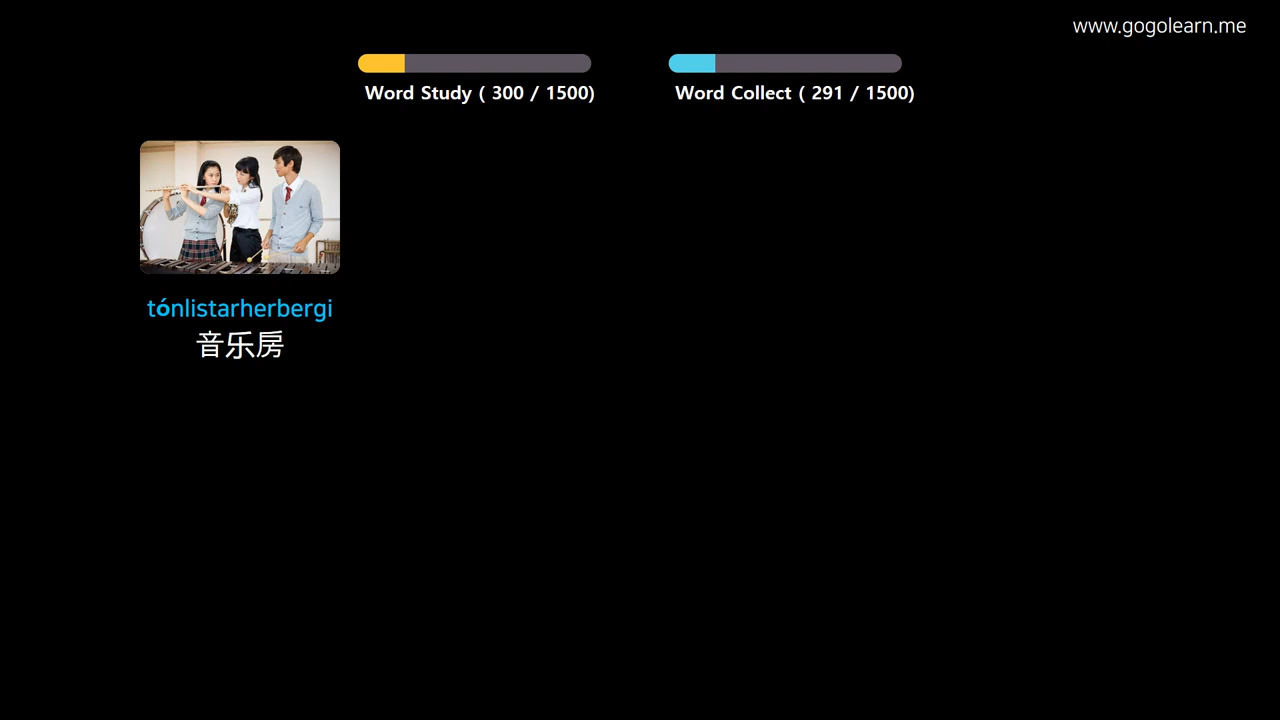 www.gogolearn.me
Word Study ( 300 / 1500)
Word Collect ( 291 / 1500)
tónlistarherbergi
音乐房